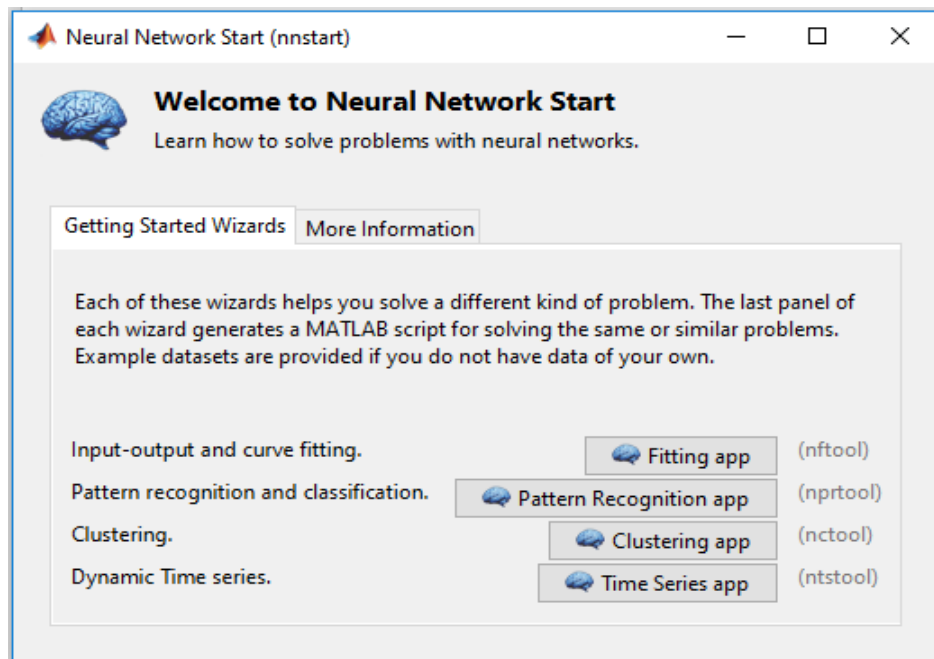 Neural Network Start (nnstart)
Welcome to Neural Network Start
Learn how to solve problems with neural networks.
Getting Started Wizards More Information
Each of these wizards helps you solve a different kind of problem. The last panel of
each wizard generates a MATLAB script for solving the same or similar problems.
Example datasets are provided if you do not have data of your own.
Input-output and curve fitting. Fitting app (nftool)
Pattern recognition and classification. Pattern Recognition app (nprtool)
Clustering. Clustering app (nctool)
Dynamic Time series. Time Series app (ntstool)